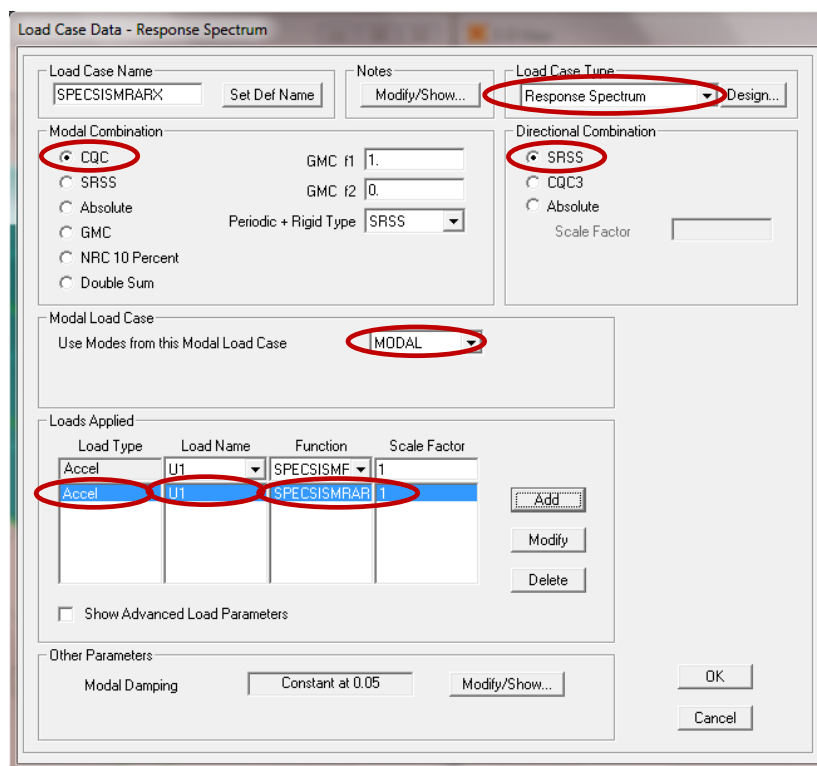 Load Case Data - Response Spectrum
Load Case Name
SPECSISMRARX
Set Def Name
Notes
Modify/Show...
Load Case Type
Response Spectrum
Design...
Modal Combination
CQC
SRSS
Absolute
GMC
NRC 10 Percent
Double Sum
GMC f1 1.
GMC f2 0.
Periodic + Rigid Type SRSS
Directional Combination
SRSS
CQC3
Absolute
Scale Factor
Modal Load Case
Use Modes from this Modal Load Case MODAL
Loads Applied
Load Type Load Name Function Scale Factor
Accel U1 SPECSISMF 1
Accel U1 SPECSISMRAR 1
Add
Modify
Delete
Show Advanced Load Parameters
Other Parameters
Modal Damping Constant at 0.05 Modify/Show...
OK
Cancel